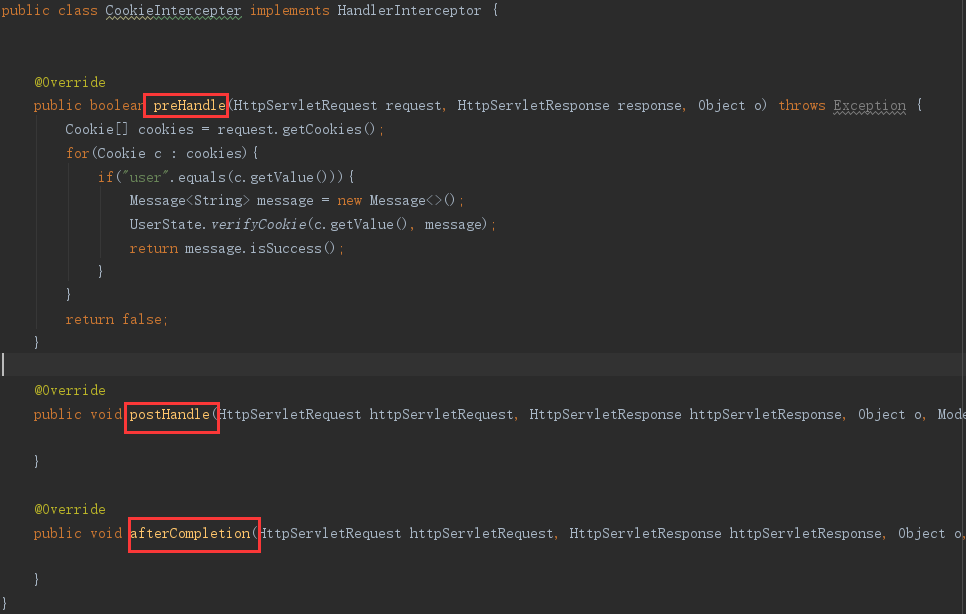 public class CookieIntercepter implements HandlerInterceptor {
@Override
public boolean preHandle(HttpServletRequest request, HttpServletResponse response, Object o) throws Exception {
Cookie[] cookies = request.getCookies();
for(Cookie c : cookies){
if("user".equals(c.getValue())){
Message<String> message = new Message<>();
UserState.verifyCookie(c.getValue(), message);
return message.isSuccess();
}
}
return false;
}
@Override
public void postHandle(HttpServletRequest httpServletRequest, HttpServletResponse httpServletResponse, Object o, Mode
}
@Override
public void afterCompletion(HttpServletRequest httpServletRequest, HttpServletResponse httpServletResponse, Object o,
}
}